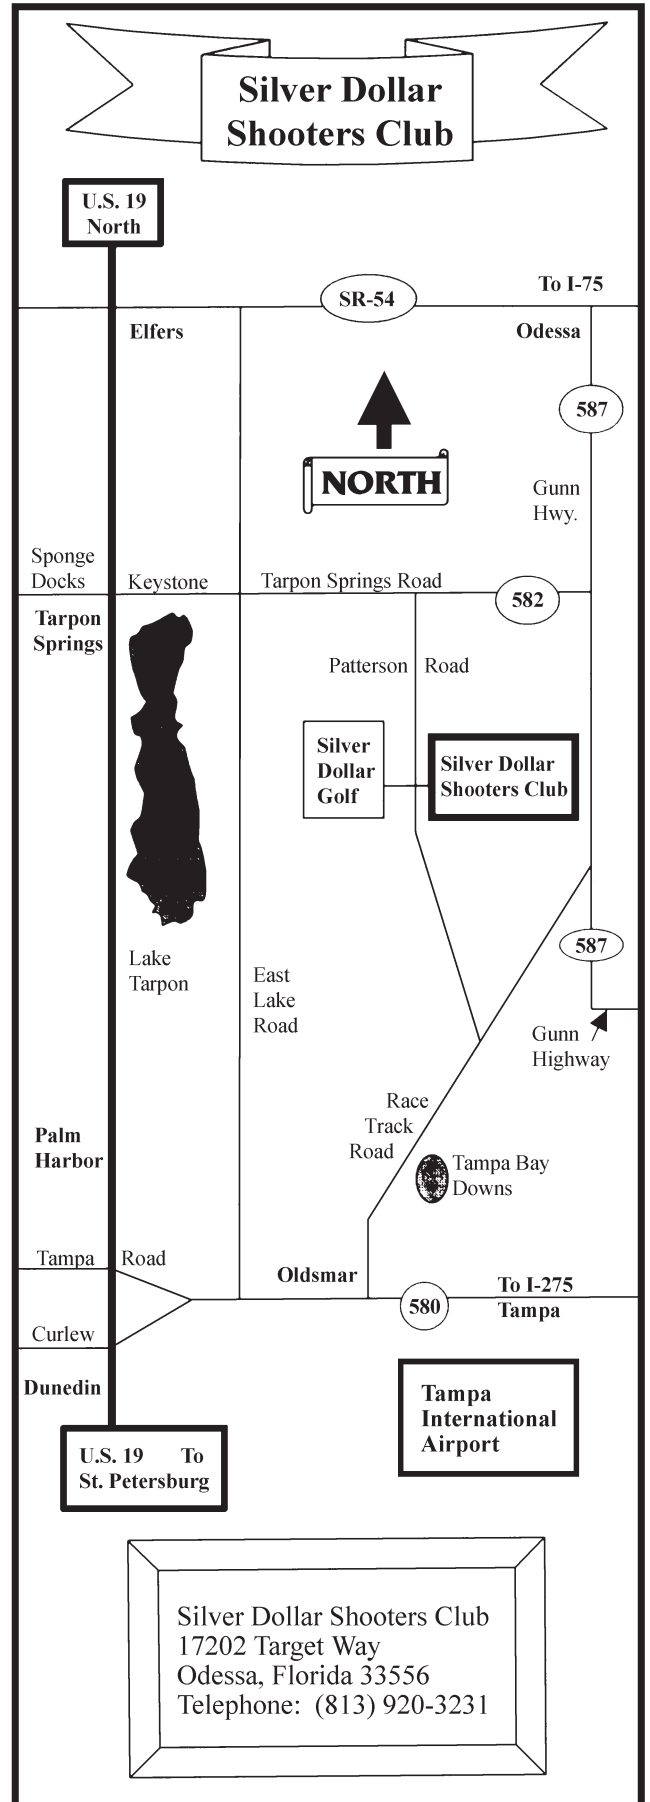 Silver Dollar
Shooters Club
U.S. 19
North
To I-75
SR-54
Elfers
Odessa
587
NORTH
Gunn
Hwy.
Sponge
Docks
Keystone
Tarpon Springs Road
582
Tarpon
Springs
Patterson Road
Silver
Dollar
Golf
Silver Dollar
Shooters Club
587
Lake
Tarpon
East
Lake
Road
Gunn
Highway
Race
Track
Road
Palm
Harbor
Tampa Bay
Downs
Tampa Road
Oldsmar
To I-275
580
Tampa
Curlew
Dunedin
Tampa
International
Airport
U.S. 19 To
St. Petersburg
Silver Dollar Shooters Club
17202 Target Way
Odessa, Florida 33556
Telephone: (813) 920-3231